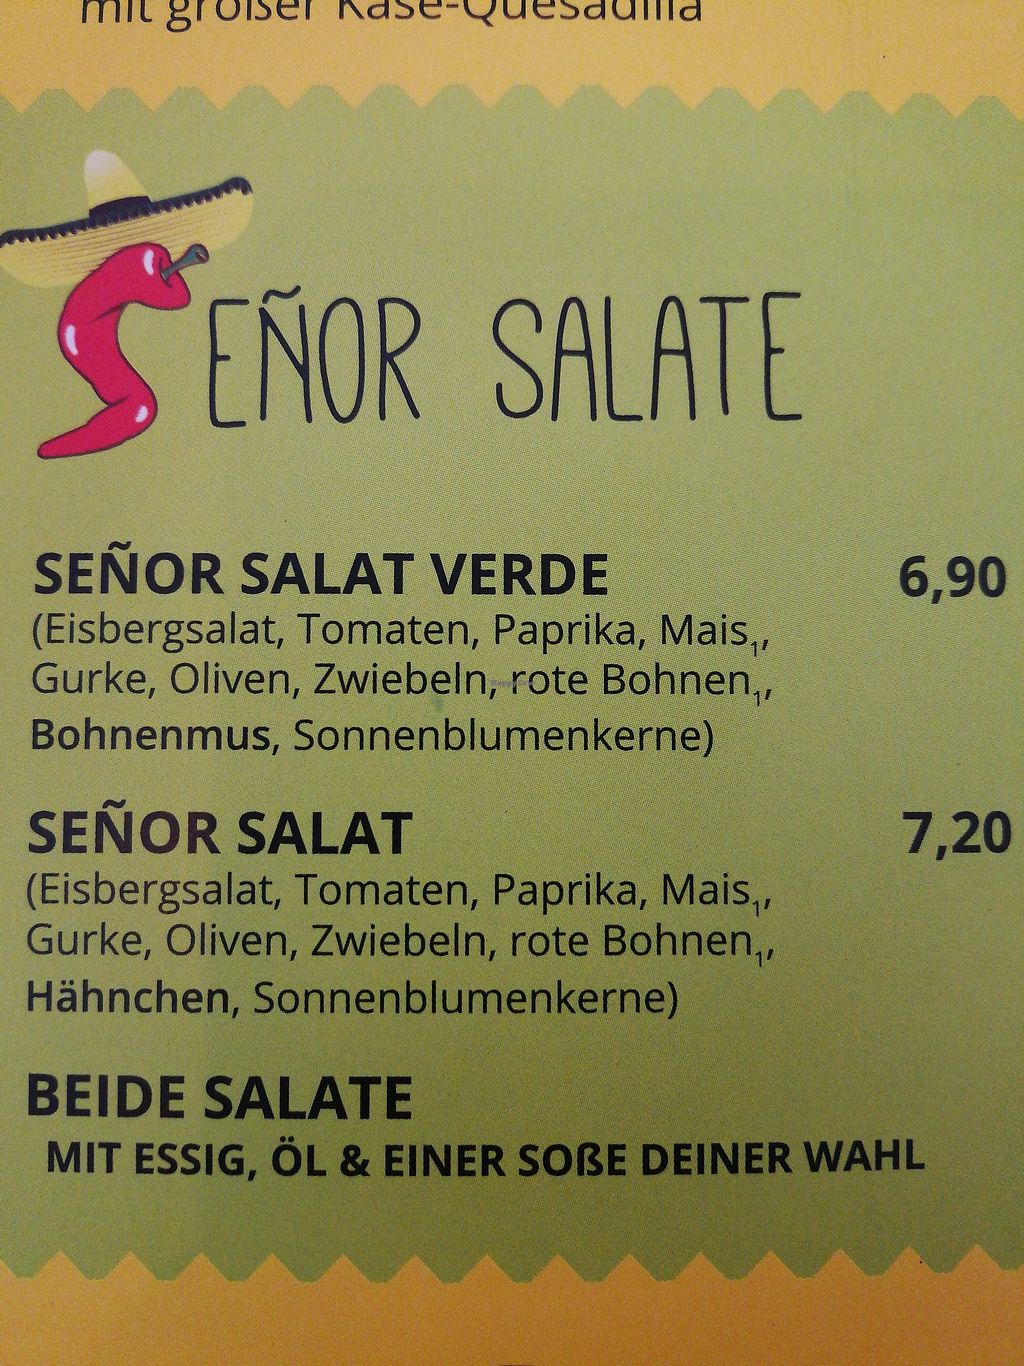 mit großer Käse-Quesadilla
SEÑOR SALATE
SEÑOR SALAT VERDE 6,90
(Eisbergsalat, Tomaten, Paprika, Mais1,
Gurke, Oliven, Zwiebeln, rote Bohnen1,
Bohnenmus, Sonnenblumenkerne)
SEÑOR SALAT 7,20
(Eisbergsalat, Tomaten, Paprika, Mais1,
Gurke, Oliven, Zwiebeln, rote Bohnen1,
Hähnchen, Sonnenblumenkerne)
BEIDE SALATE
MIT ESSIG, ÖL & EINER SOßE DEINER WAHL